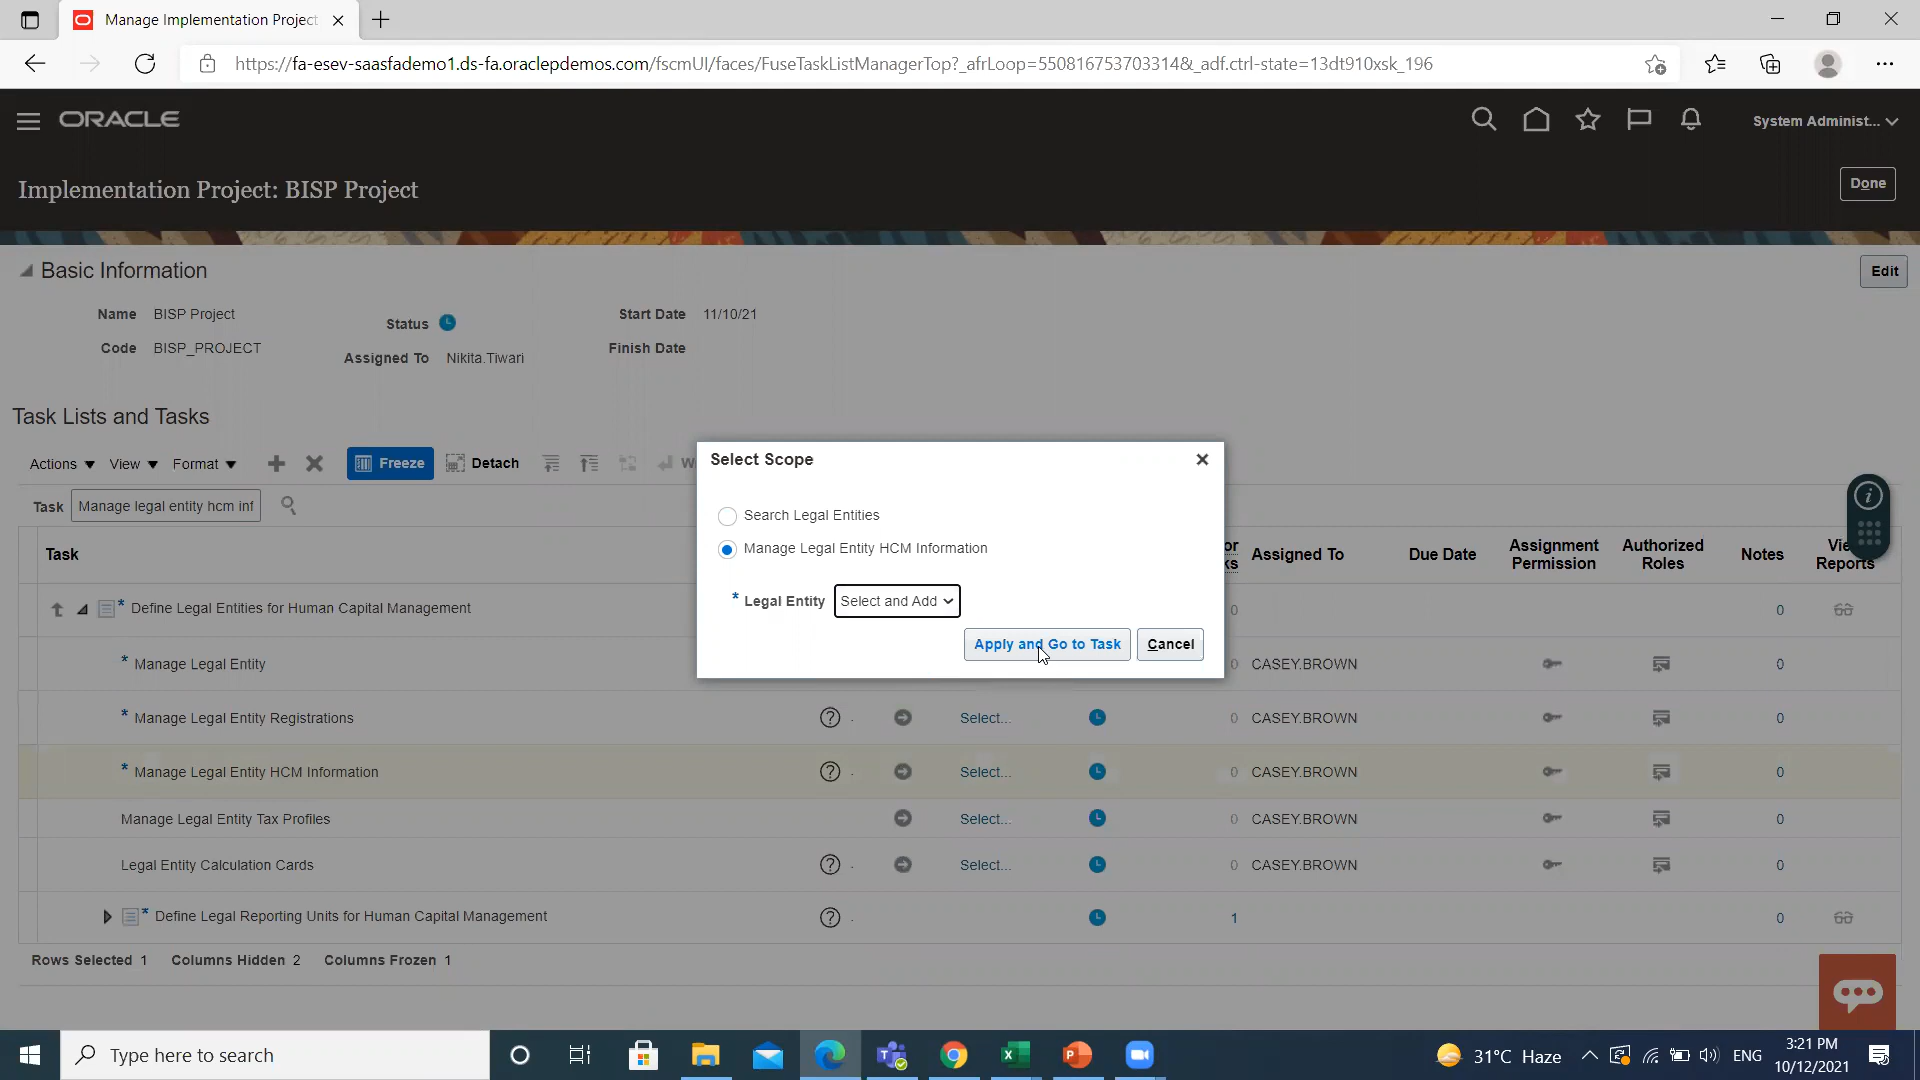 Manage Implementation Project
https://fa-esev-saasfademo1.ds-fa.oraclepdemos.com/fscmUI/faces/FuseTaskListManagerTop?_afrLoop=550816753703314&_adf.ctrl-state=13dt910xsk_196
ORACLE
System Administ...
Implementation Project: BISP Project
Done
Basic Information
Edit
Name BISP Project
Status
Start Date 11/10/21
Code BISP_PROJECT
Assigned To Nikita.Tiwari
Finish Date
Task Lists and Tasks
Actions View Format Freeze Detach W
Select Scope
Search Legal Entities
Manage Legal Entity HCM Information
* Legal Entity Select and Add
Apply and Go to Task Cancel
Task Manage legal entity hcm inf
Task Assigned To Due Date Assignment Permission Authorized Roles Notes Reports
* Define Legal Entities for Human Capital Management 0 0
* Manage Legal Entity 0 CASEY.BROWN 0
* Manage Legal Entity Registrations Select... 0 CASEY.BROWN 0
* Manage Legal Entity HCM Information Select... 0 CASEY.BROWN 0
Manage Legal Entity Tax Profiles Select... 0 CASEY.BROWN 0
Legal Entity Calculation Cards Select... 0 CASEY.BROWN 0
* Define Legal Reporting Units for Human Capital Management 1 0
Rows Selected 1 Columns Hidden 2 Columns Frozen 1
Type here to search
31°C Haze
ENG
3:21 PM
10/12/2021